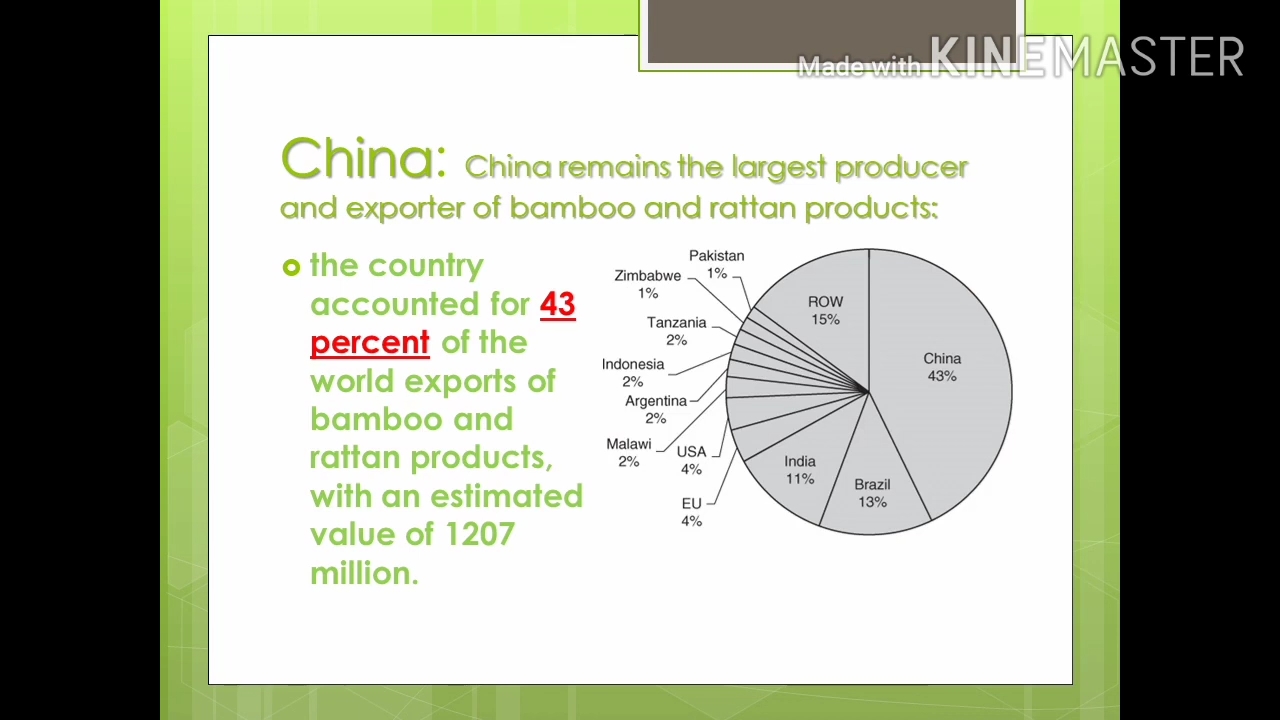 Made with KINEMASTER
China: China remains the largest producer
and exporter of bamboo and rattan products:
the country
accounted for 43
percent of the
world exports of
bamboo and
rattan products,
with an estimated
value of 1207
million.
Pakistan
1%
Zimbabwe
1%
Tanzania
2%
Indonesia
2%
Argentina
2%
Malawi
2%
USA
4%
EU
4%
India
11%
Brazil
13%
China
43%
ROW
15%